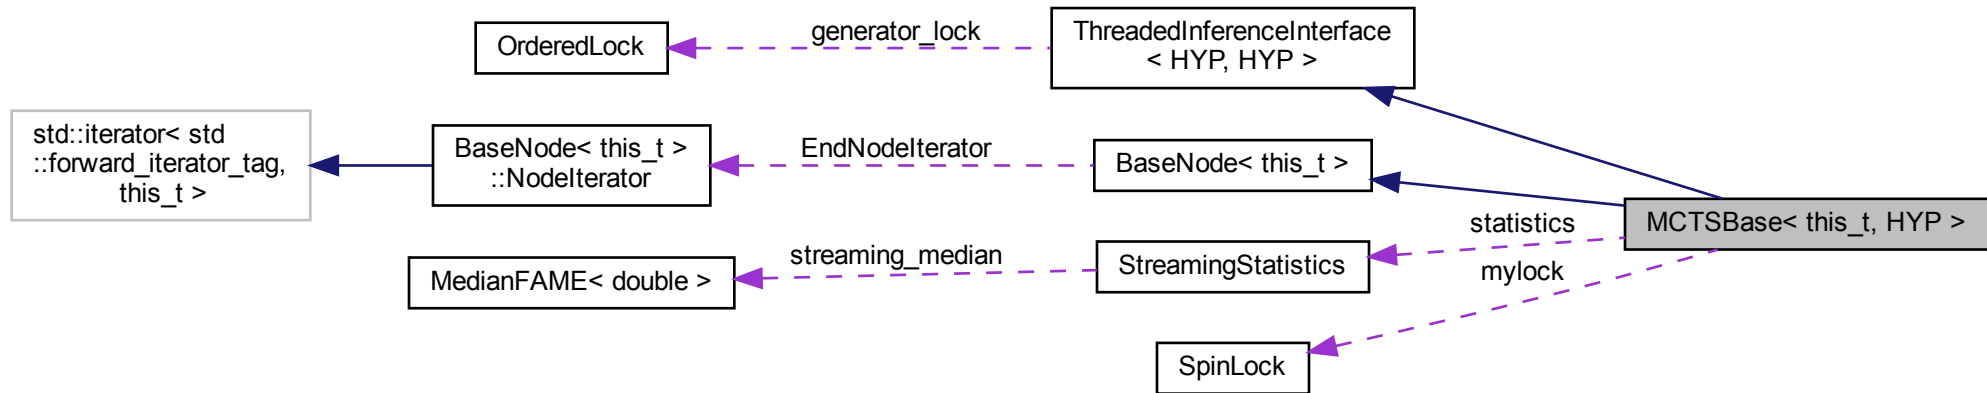 OrderedLock
generator_lock
ThreadedInferenceInterface
< HYP, HYP >
std::iterator< std
::forward_iterator_tag,
this_t >
BaseNode< this_t >
::NodeIterator
EndNodeIterator
BaseNode< this_t >
MCTSBase< this_t, HYP >
statistics
MedianFAME< double >
streaming_median
StreamingStatistics
mylock
SpinLock